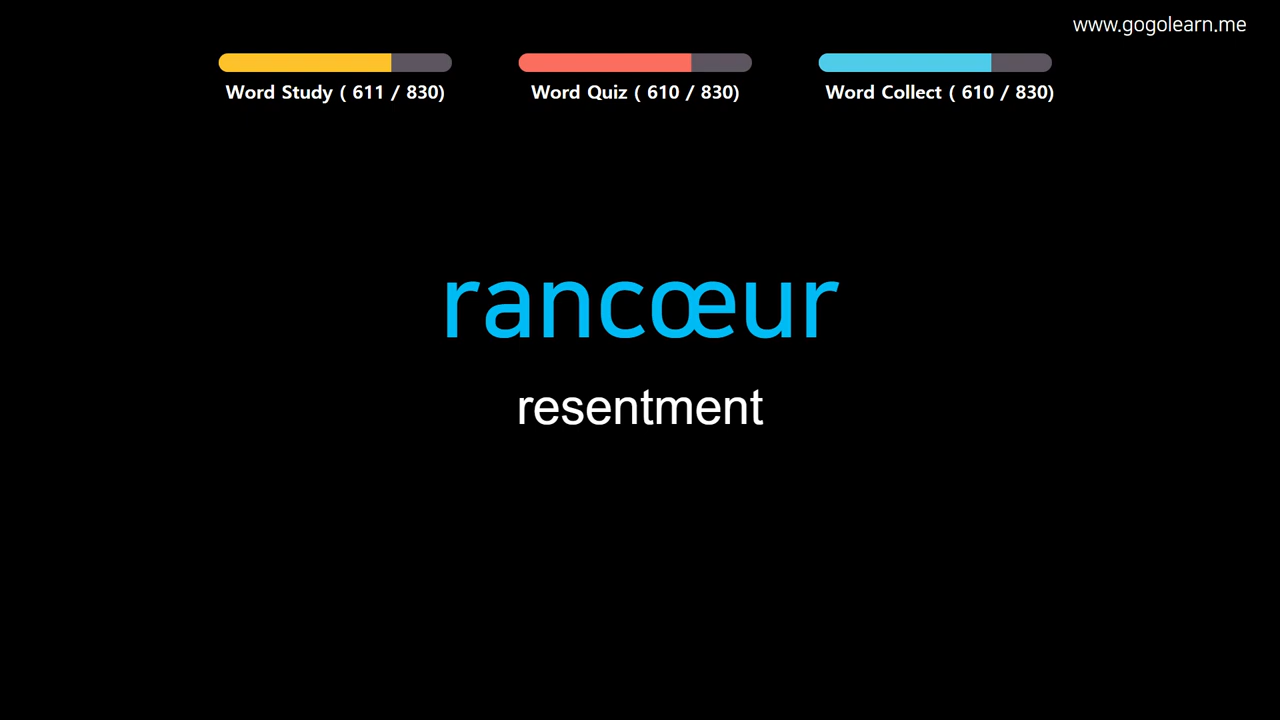 www.gogolearn.me
Word Study ( 611 / 830)
Word Quiz ( 610 / 830)
Word Collect ( 610 / 830)
rancœur
resentment